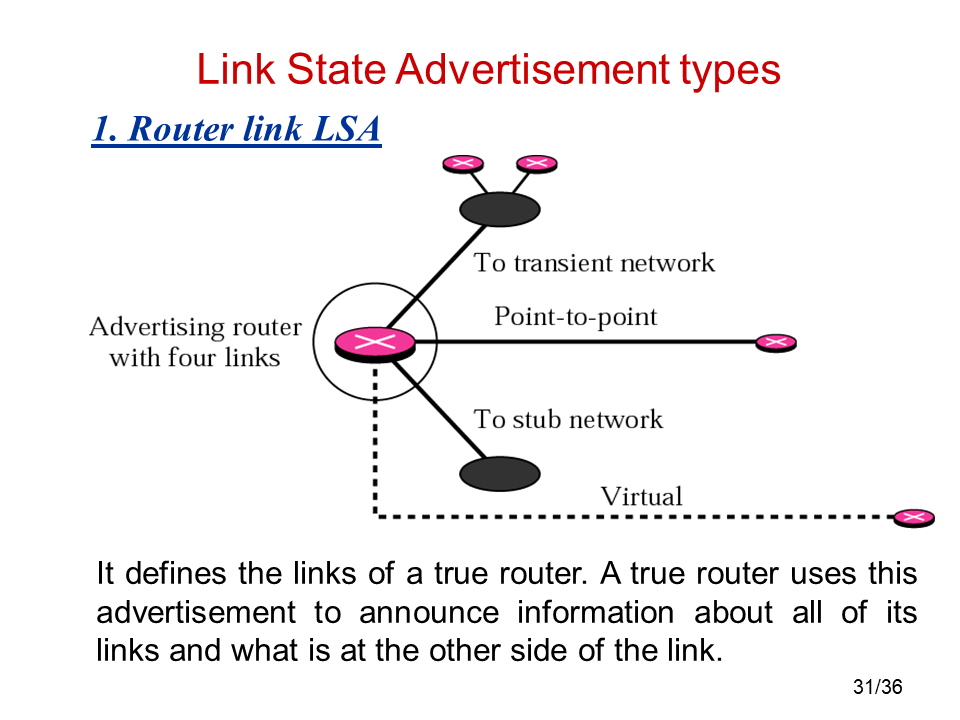 Link State Advertisement types
1. Router link LSA
To transient network
Point-to-point
Advertising router
with four links
To stub network
Virtual
It defines the links of a true router. A true router uses this
advertisement to announce information about all of its
links and what is at the other side of the link.
31/36